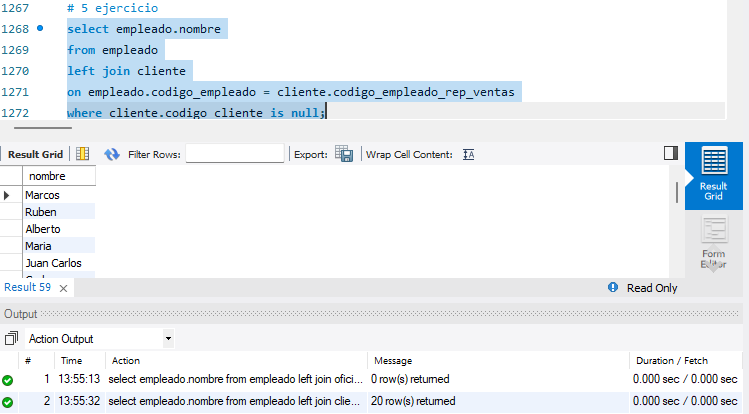 1267 # 5 ejercicio
1268 select empleado.nombre
1269 from empleado
1270 left join cliente
1271 on empleado.codigo_empleado = cliente.codigo_empleado_rep_ventas
1272 where cliente.codigo_cliente is null;
Result Grid Filter Rows: Export: Wrap Cell Content:
nombre
Marcos
Ruben
Alberto
Maria
Juan Carlos
Result Grid
Form Editor
Result 59 × Read Only
Output
Action Output
# Time Action Message Duration / Fetch
1 13:55:13 select empleado.nombre from empleado left join ofici... 0 row(s) returned 0.000 sec / 0.000 sec
2 13:55:32 select empleado.nombre from empleado left join clie... 20 row(s) returned 0.000 sec / 0.000 sec